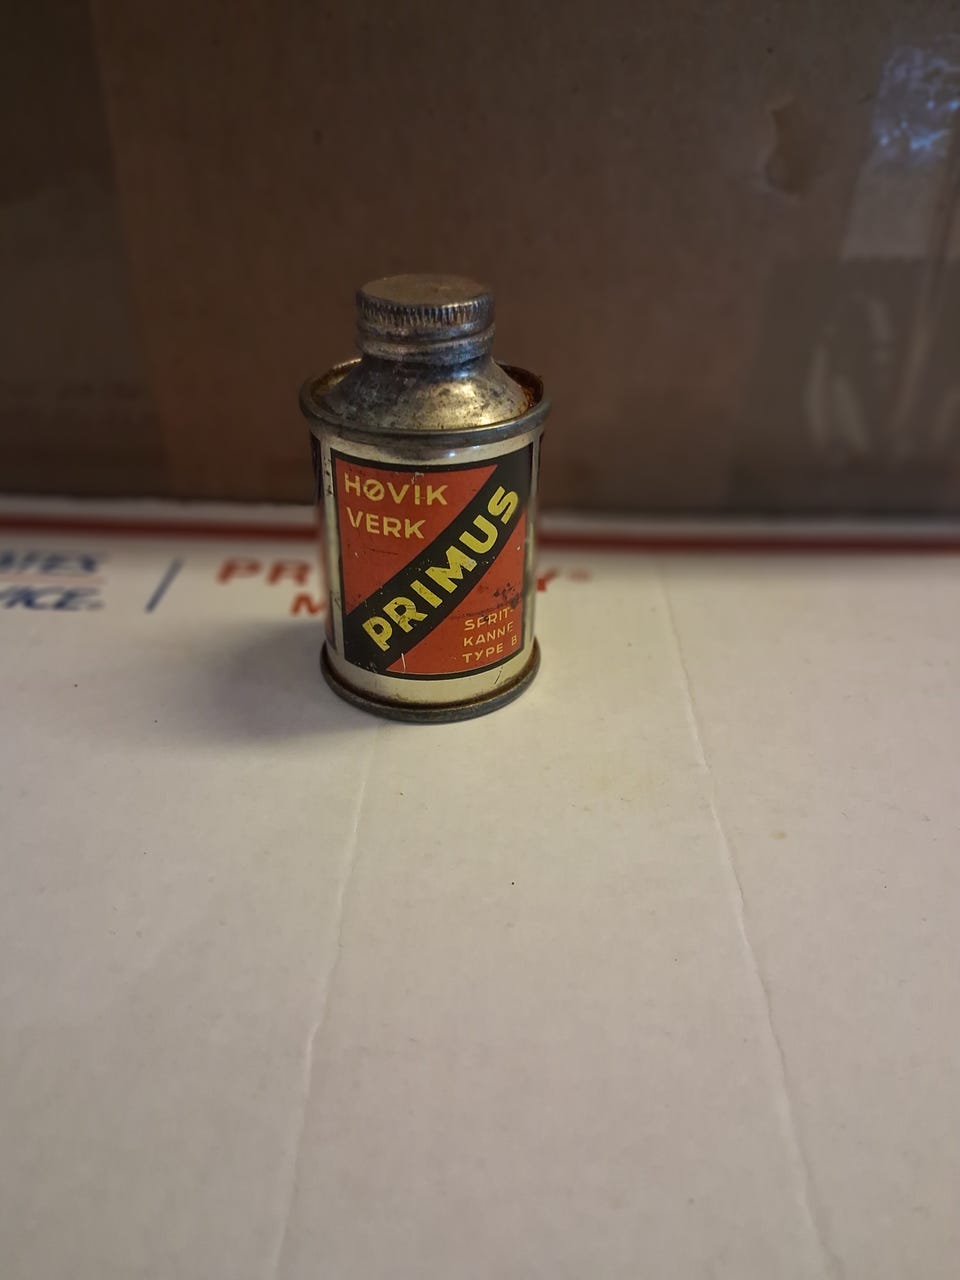 HØVIK
VERK
PRIMUS
SPRIT-
KANNE
TYPE B